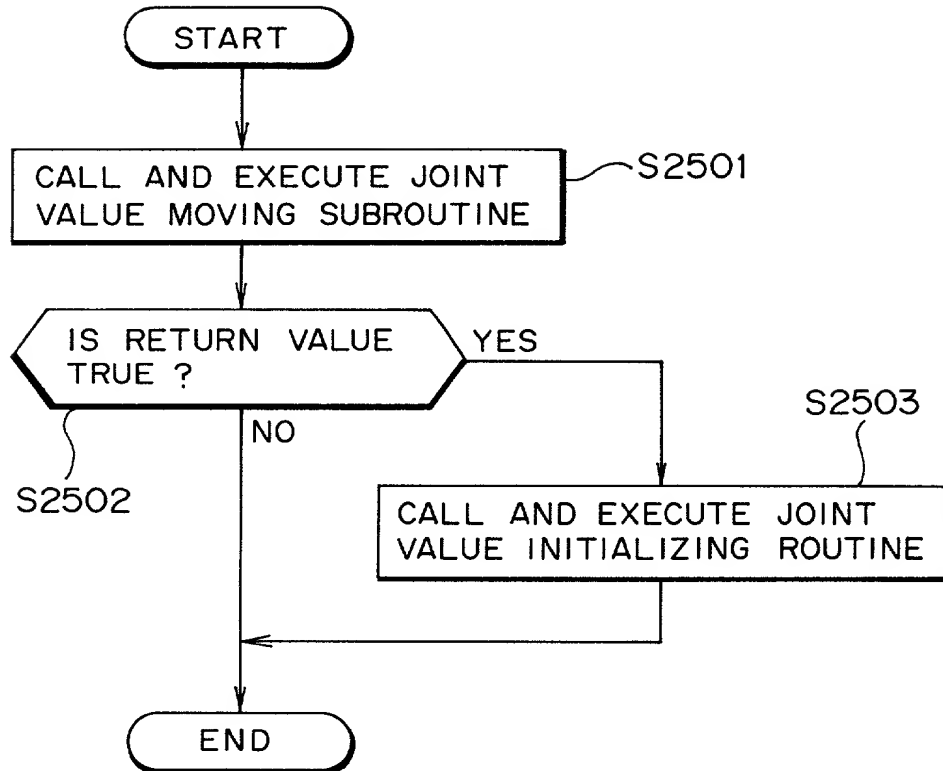 START
CALL AND EXECUTE JOINT
VALUE MOVING SUBROUTINE
S2501
IS RETURN VALUE
TRUE ?
YES
NO
S2502
S2503
CALL AND EXECUTE JOINT
VALUE INITIALIZING ROUTINE
END